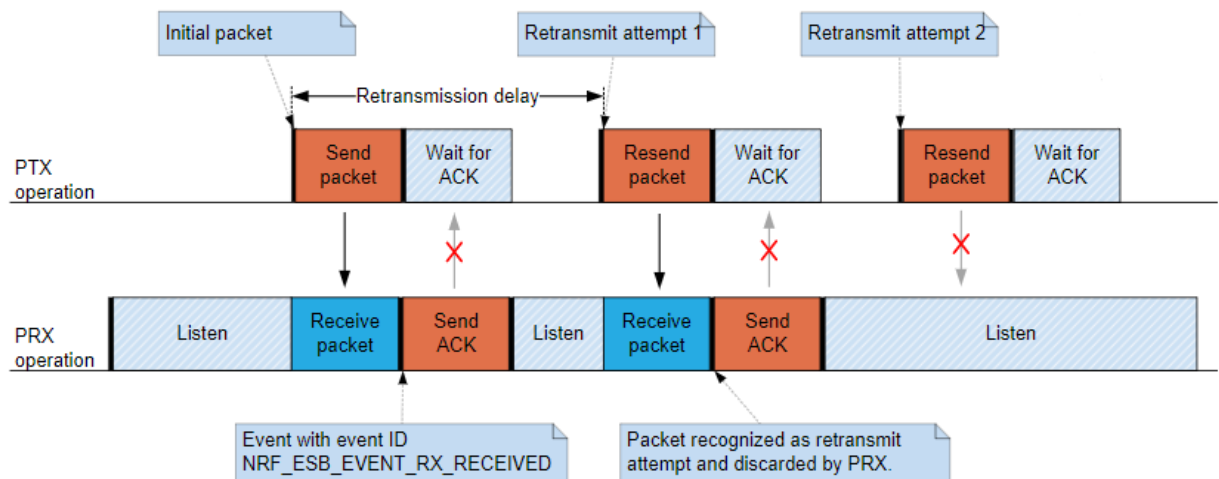 Initial packet
Retransmit attempt 1
Retransmit attempt 2
Retransmission delay
PTX
operation
Send
packet
Wait for
ACK
Resend
packet
Wait for
ACK
Resend
packet
Wait for
ACK
PRX
operation
Listen
Receive
packet
Send
ACK
Listen
Receive
packet
Send
ACK
Listen
Event with event ID
NRF_ESB_EVENT_RX_RECEIVED
Packet recognized as retransmit
attempt and discarded by PRX.